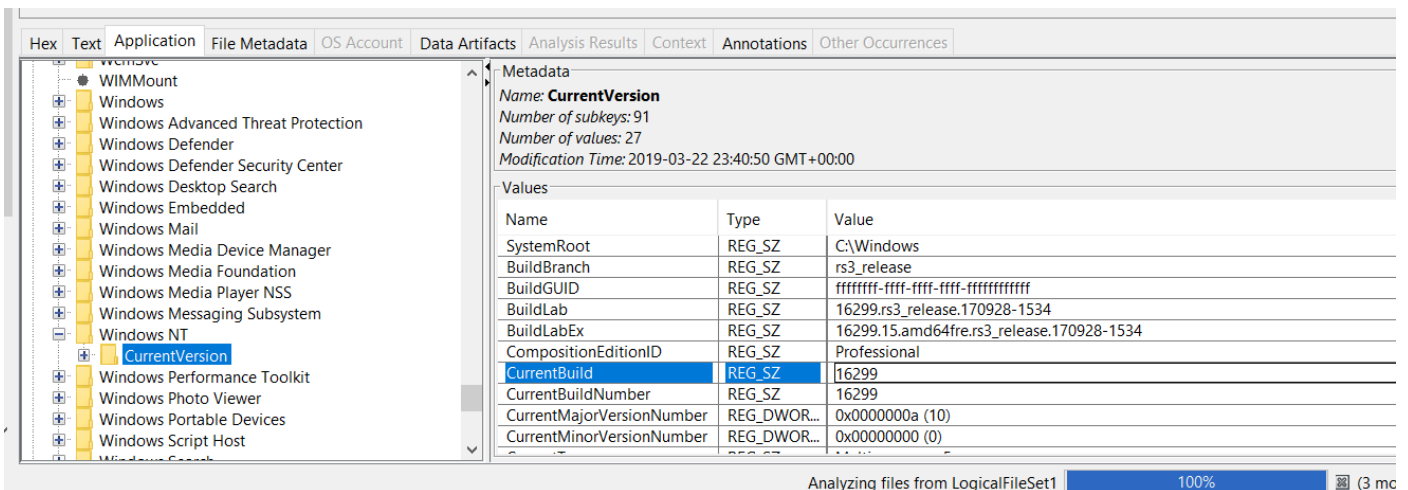 Hex Text Application File Metadata OS Account Data Artifacts Analysis Results Context Annotations Other Occurrences
WIMMount
Windows
Windows Advanced Threat Protection
Windows Defender
Windows Defender Security Center
Windows Desktop Search
Windows Embedded
Windows Mail
Windows Media Device Manager
Windows Media Foundation
Windows Media Player NSS
Windows Messaging Subsystem
Windows NT
CurrentVersion
Windows Performance Toolkit
Windows Photo Viewer
Windows Portable Devices
Windows Script Host
Metadata
Name: CurrentVersion
Number of subkeys: 91
Number of values: 27
Modification Time: 2019-03-22 23:40:50 GMT+00:00
Values
Name Type Value
SystemRoot REG_SZ C:\Windows
BuildBranch REG_SZ rs3_release
BuildGUID REG_SZ ffffffff-ffff-ffff-ffff-ffffffffffff
BuildLab REG_SZ 16299.rs3_release.170928-1534
BuildLabEx REG_SZ 16299.15.amd64fre.rs3_release.170928-1534
CompositionEditionID REG_SZ Professional
CurrentBuild REG_SZ 16299
CurrentBuildNumber REG_SZ 16299
CurrentMajorVersionNumber REG_DWOR... 0x0000000a (10)
CurrentMinorVersionNumber REG_DWOR... 0x00000000 (0)
Analyzing files from LogicalFileSet1 100% (3 mo